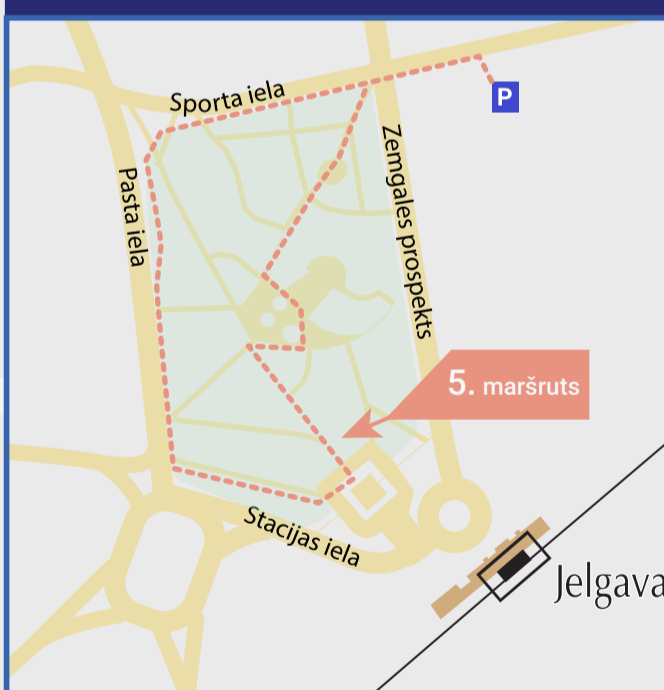 Sporta iela
P
Zemgales prospekts
Pasta iela
5. maršruts
Stacijas iela
Jelgava